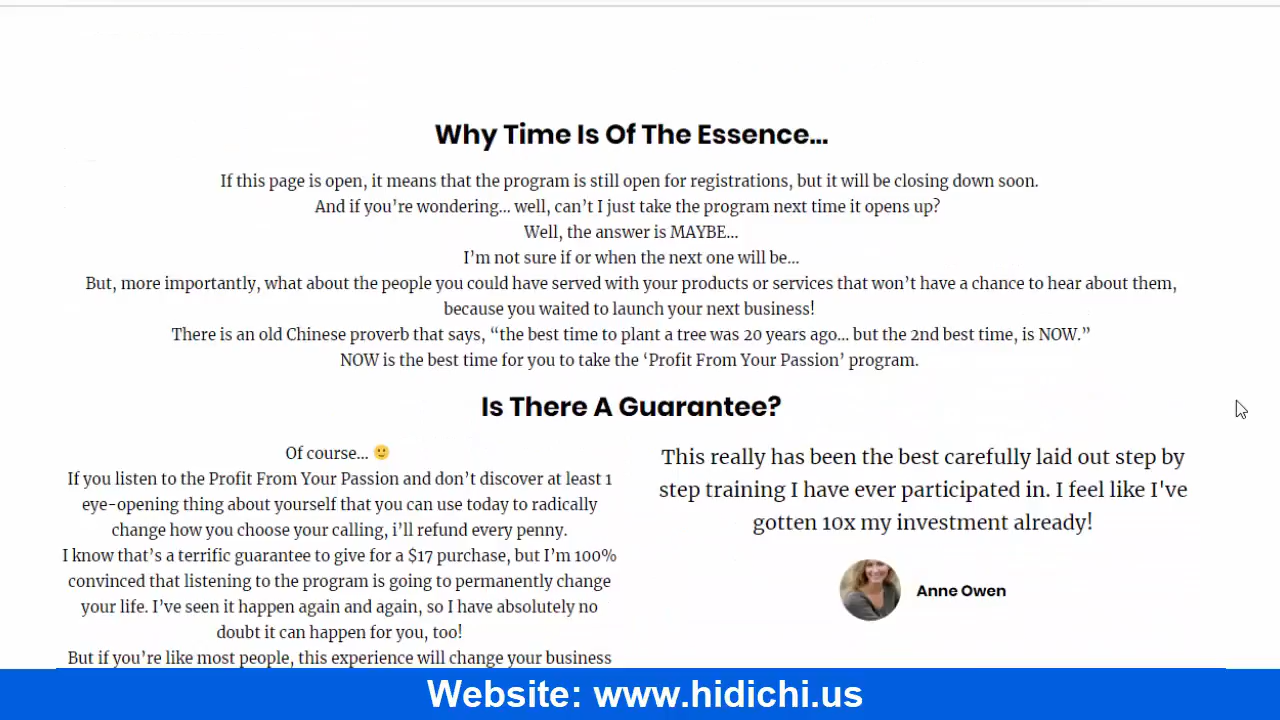 Why Time Is Of The Essence...
If this page is open, it means that the program is still open for registrations, but it will be closing down soon.
And if you’re wondering... well, can’t I just take the program next time it opens up?
Well, the answer is MAYBE...
I’m not sure if or when the next one will be...
But, more importantly, what about the people you could have served with your products or services that won’t have a chance to hear about them,
because you waited to launch your next business!
There is an old Chinese proverb that says, “the best time to plant a tree was 20 years ago... but the 2nd best time, is NOW.”
NOW is the best time for you to take the ‘Profit From Your Passion’ program.
Is There A Guarantee?
Of course... 🙂
If you listen to the Profit From Your Passion and don’t discover at least 1
eye-opening thing about yourself that you can use today to radically
change how you choose your calling, i’ll refund every penny.
I know that’s a terrific guarantee to give for a $17 purchase, but I’m 100%
convinced that listening to the program is going to permanently change
your life. I’ve seen it happen again and again, so I have absolutely no
doubt it can happen for you, too!
But if you’re like most people, this experience will change your business
This really has been the best carefully laid out step by
step training I have ever participated in. I feel like I've
gotten 10x my investment already!
Anne Owen
Website: www.hidichi.us